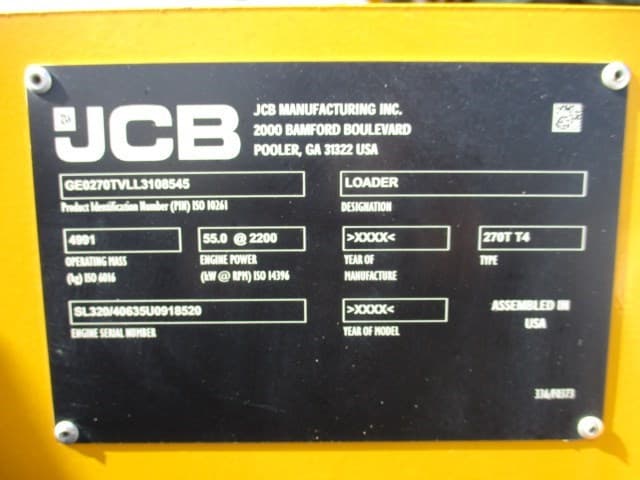 JCB
JCB MANUFACTURING INC.
2000 BAMFORD BOULEVARD
POOLER, GA 31322 USA
GE0270TVLL3108545
Product Identification Number (PIN) ISO 10261
LOADER
DESIGNATION
4991
OPERATING MASS
(kg) ISO 6016
55.0 @ 2200
ENGINE POWER
(kW @ RPM) ISO 14396
>XXXX<
YEAR OF
MANUFACTURE
270T T4
TYPE
SL320/40635U0918520
ENGINE SERIAL NUMBER
>XXXX<
YEAR OF MODEL
ASSEMBLED IN
USA
336/F0373